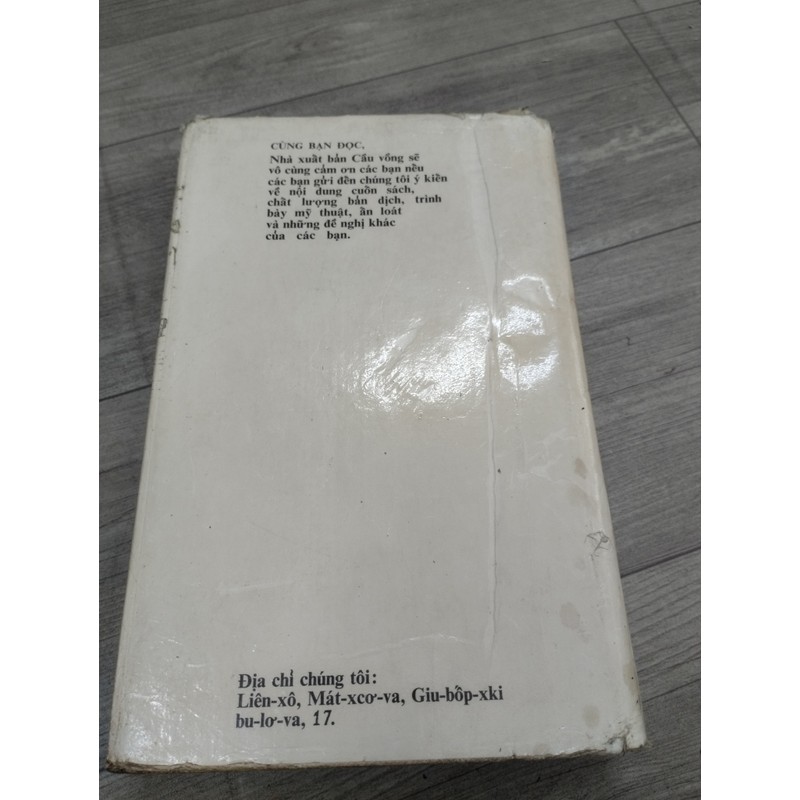 CÙNG BẠN ĐỌC,
Nhà xuất bản Cầu vồng sẽ
vô cùng cảm ơn các bạn nếu
các bạn gửi đến chúng tôi ý kiến
về nội dung cuốn sách,
chất lượng bản dịch, trình
bày mỹ thuật, ấn loát
và những đề nghị khác
của các bạn.
Địa chỉ chúng tôi:
Liên-xô, Mát-xcơ-va, Giu-bốp-xki
bu-lơ-va, 17.